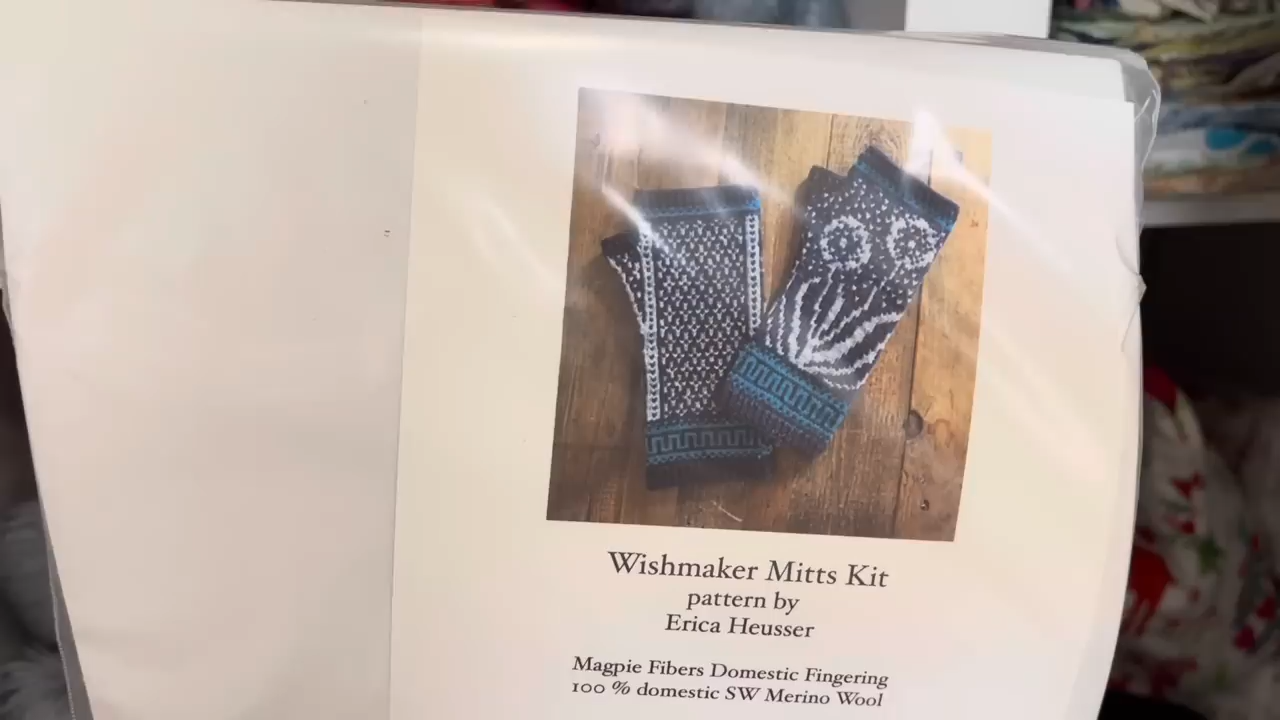 Wishmaker Mitts Kit
pattern by
Erica Heusser
Magpie Fibers Domestic Fingering
100 % domestic SW Merino Wool